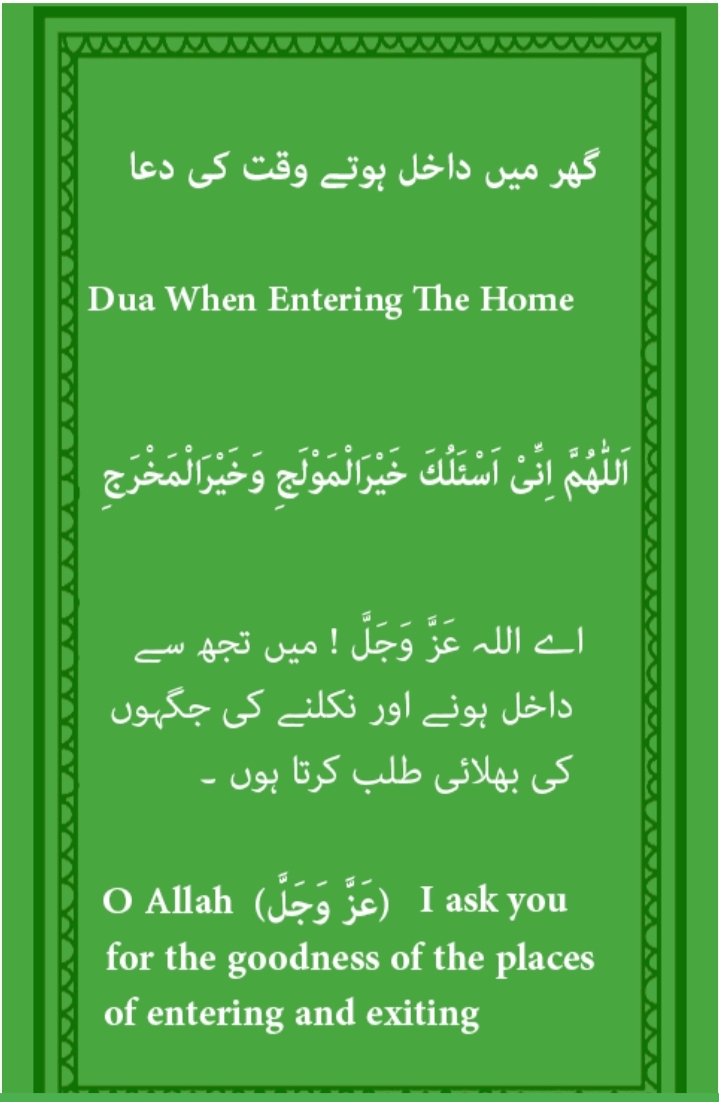 گھر میں داخل ہوتے وقت کی دعا
Dua When Entering The Home
اَللّٰهُمَّ اِنِّىْ اَسْئَلُكَ خَيْرَالْمَوْلَجِ وَخَيْرَالْمَخْرَجِ
اے اللہ عَزَّ وَجَلَّ ! میں تجھ سے
داخل ہونے اور نکلنے کی جگہوں
کی بھلائی طلب کرتا ہوں ۔
O Allah (عَزَّ وَجَلَّ) I ask you
for the goodness of the places
of entering and exiting